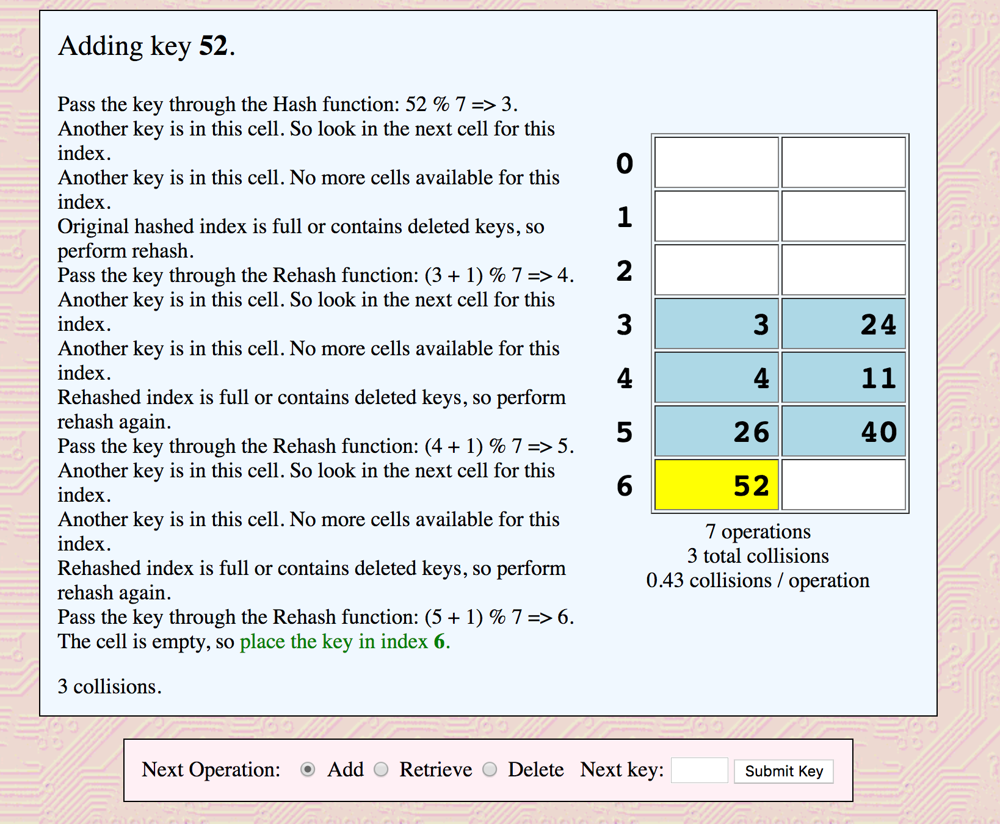 Adding key 52.
Pass the key through the Hash function: 52 % 7 => 3.
Another key is in this cell. So look in the next cell for this
index.
Another key is in this cell. No more cells available for this
index.
Original hashed index is full or contains deleted keys, so
perform rehash.
Pass the key through the Rehash function: (3 + 1) % 7 => 4.
Another key is in this cell. So look in the next cell for this
index.
Another key is in this cell. No more cells available for this
index.
Rehashed index is full or contains deleted keys, so perform
rehash again.
Pass the key through the Rehash function: (4 + 1) % 7 => 5.
Another key is in this cell. So look in the next cell for this
index.
Another key is in this cell. No more cells available for this
index.
Rehashed index is full or contains deleted keys, so perform
rehash again.
Pass the key through the Rehash function: (5 + 1) % 7 => 6.
The cell is empty, so place the key in index 6.
3 collisions.
0
1
2
3 3 24
4 4 11
5 26 40
6 52
7 operations
3 total collisions
0.43 collisions / operation
Next Operation: Add Retrieve Delete Next key: Submit Key